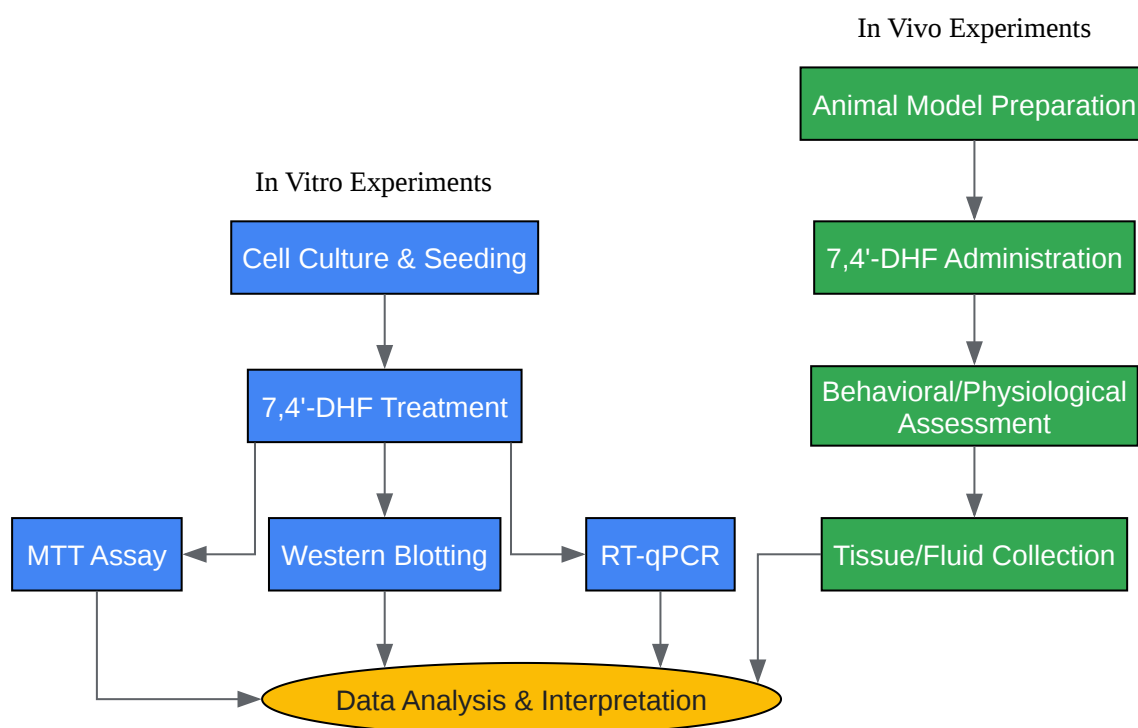 In Vivo Experiments
Animal Model Preparation
In Vitro Experiments
Cell Culture & Seeding
7,4'-DHF Administration
7,4'-DHF Treatment
Behavioral/Physiological
Assessment
MTT Assay
Western Blotting
RT-qPCR
Tissue/Fluid Collection
Data Analysis & Interpretation